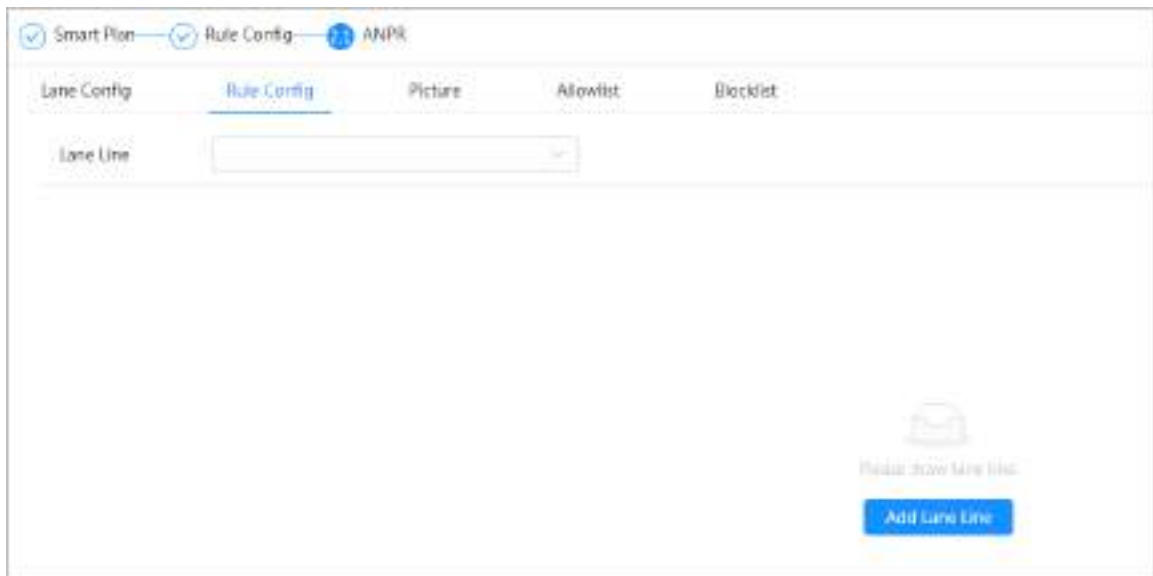 Smart Plan Rule Config ANPR
Lane Config Rule Config Picture Allowlist Blocklist
Lane Line
Please draw lane line.
Add Lane Line